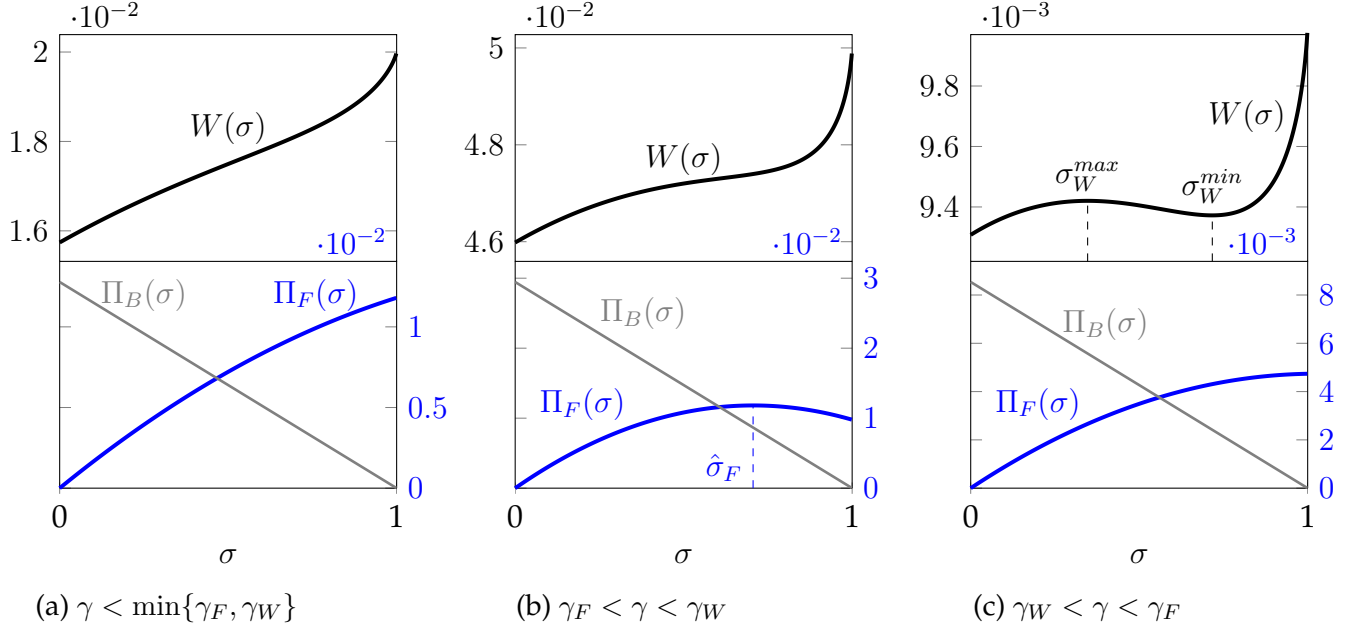 ·10⁻²
2
1.8
1.6
W(σ)
·10⁻²
Π_B(σ)
Π_F(σ)
1
0.5
0
0
1
σ
(a) γ < min{γ_F, γ_W}
·10⁻²
5
4.8
4.6
W(σ)
·10⁻²
Π_B(σ)
Π_F(σ)
σ̂_F
3
2
1
0
0
1
σ
(b) γ_F < γ < γ_W
·10⁻³
9.8
9.6
9.4
W(σ)
σ_W^{max}
σ_W^{min}
·10⁻³
Π_B(σ)
Π_F(σ)
8
6
4
2
0
0
1
σ
(c) γ_W < γ < γ_F